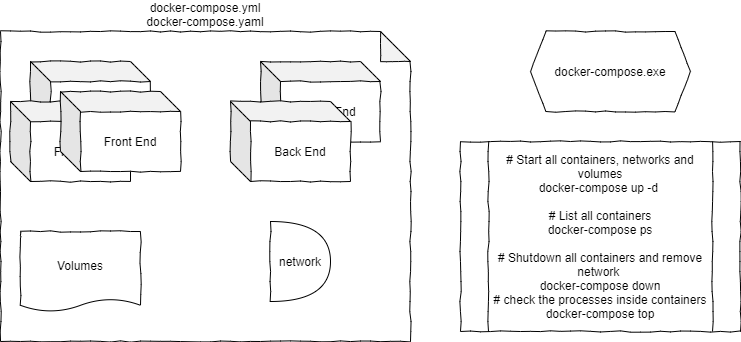 docker-compose.yml
docker-compose.yaml
Front End
F
End
Back End
Volumes
network
docker-compose.exe
# Start all containers, networks and
volumes
docker-compose up -d
# List all containers
docker-compose ps
# Shutdown all containers and remove
network
docker-compose down
# check the processes inside containers
docker-compose top